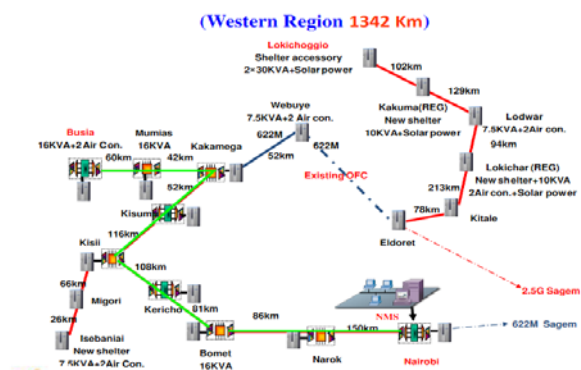 (Western Region 1342 Km)
Lokichoggio
Shelter accessory
2×30KVA+Solar power
102km
129km
Kakuma(REG)
New shelter
10KVA+Solar power
Lodwar
7.5KVA+2Air con.
94km
Lokichar (REG)
New shelter+10KVA
2Air con.+Solar power
213km
78km
Kitale
Eldoret
Webuye
7.5KVA+2 Air con.
622M
622M
52km
Existing OFC
Busia
16KVA+2Air Con.
60km
Mumias
16KVA
42km
Kakamega
52km
Kisum
116km
Kisii
108km
66km
Migori
26km
Isebaniai
New shelter
7.5KVA+2Air Con.
Kericho
81km
Bomet
16KVA
86km
Narok
150km
NMS
Nairobi
2.5G Sagem
622M Sagem